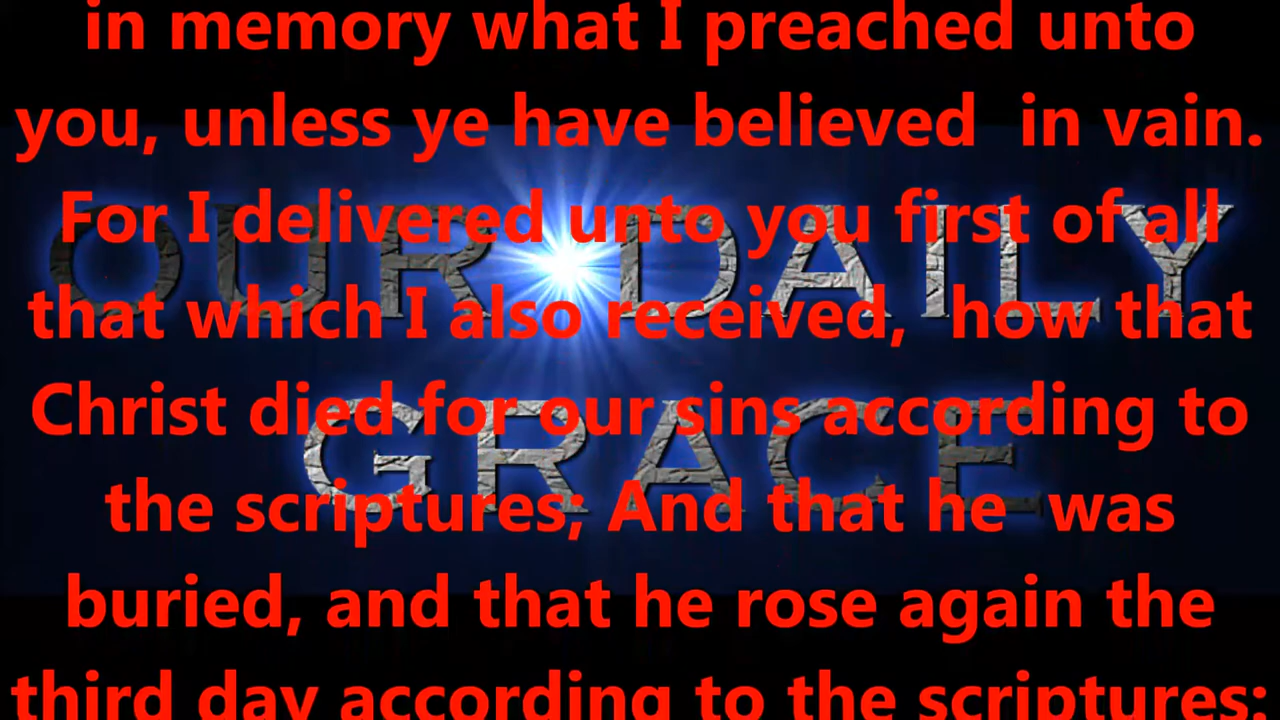 in memory what I preached unto
you, unless ye have believed  in vain.
For I delivered unto you first of all
that which I also received,  how that
Christ died for our sins according to
the scriptures; And that he  was
buried, and that he rose again the
third day according to the scriptures:
OUR DAILY
GRACE